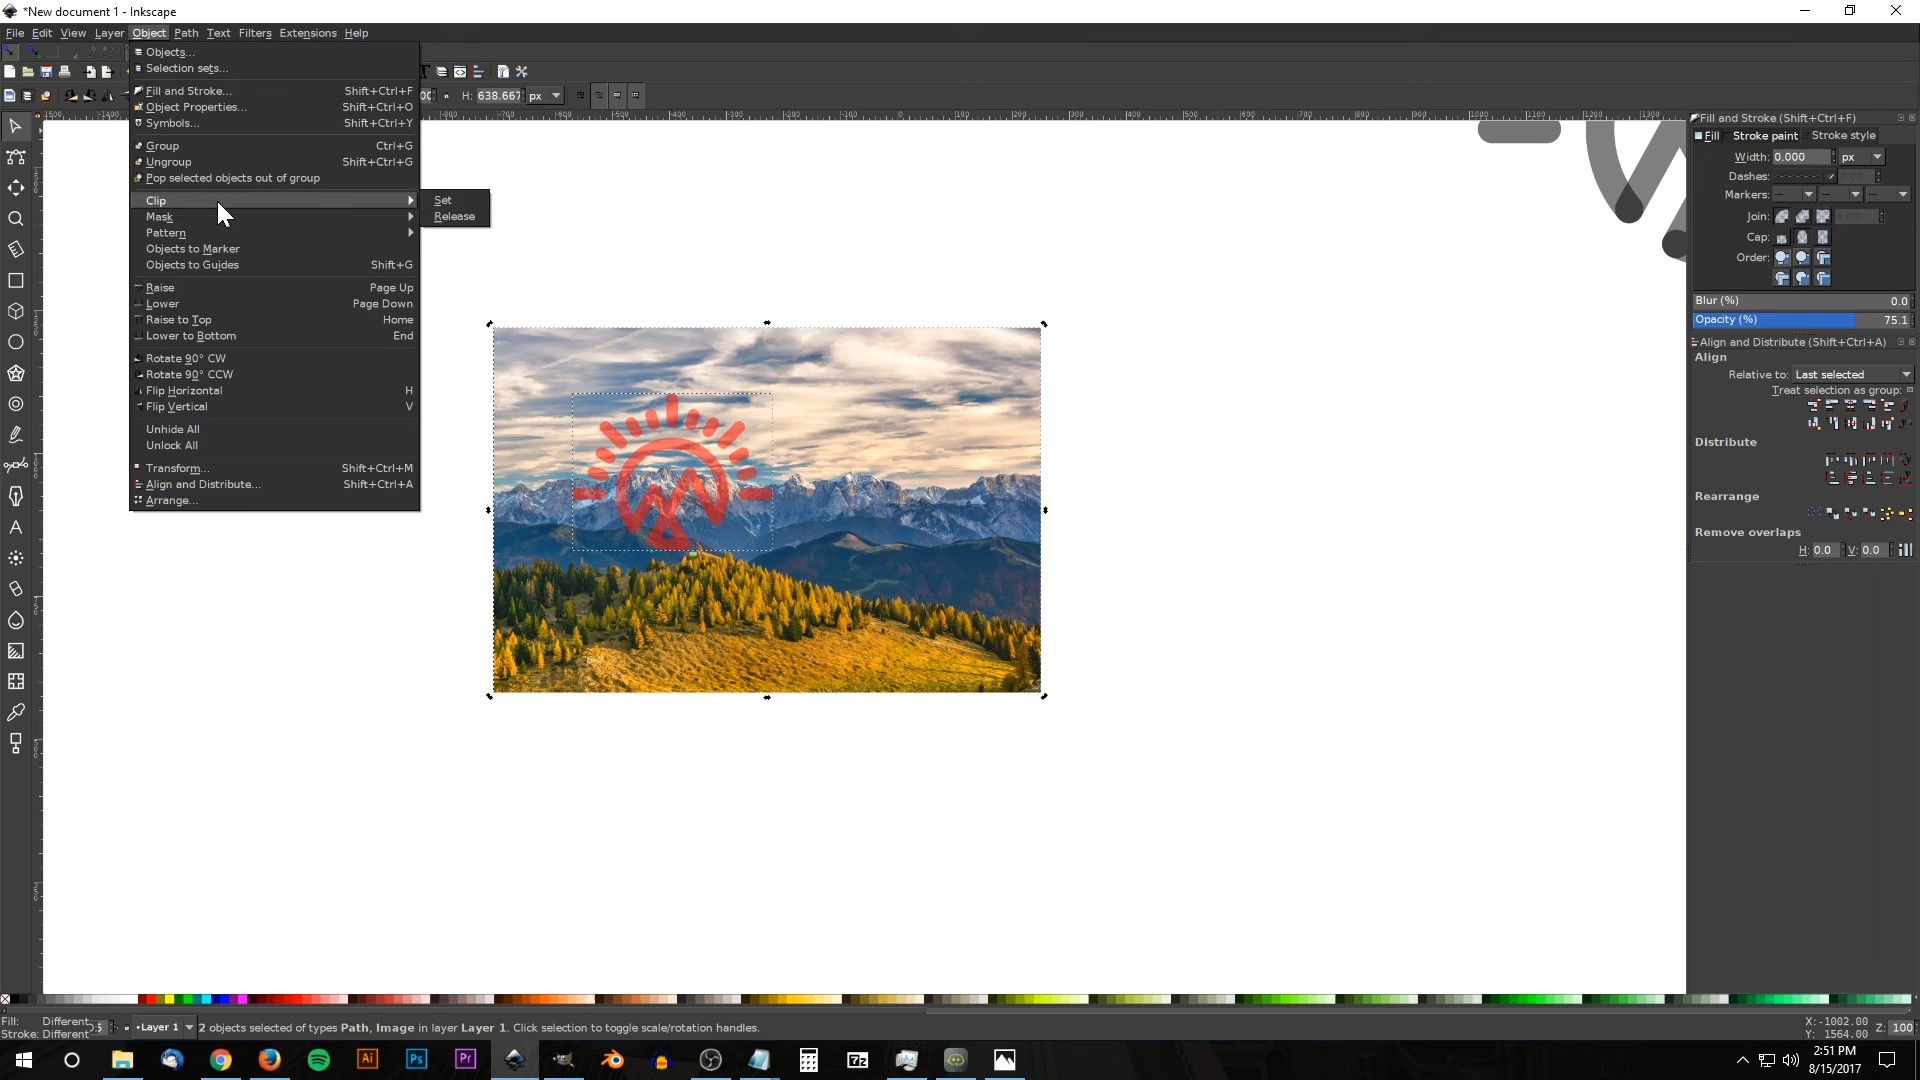 *New document 1 - Inkscape
File Edit View Layer Object Path Text Filters Extensions Help
Objects...
Selection sets...
Fill and Stroke... Shift+Ctrl+F
Object Properties... Shift+Ctrl+O
Symbols... Shift+Ctrl+Y
Group Ctrl+G
Ungroup Shift+Ctrl+G
Pop selected objects out of group
Clip
Mask
Pattern
Objects to Marker
Objects to Guides Shift+G
Raise Page Up
Lower Page Down
Raise to Top Home
Lower to Bottom End
Rotate 90° CW
Rotate 90° CCW
Flip Horizontal H
Flip Vertical V
Unhide All
Unlock All
Transform... Shift+Ctrl+M
Align and Distribute... Shift+Ctrl+A
Arrange...
Set
Release
H: 638.667 px
Fill and Stroke (Shift+Ctrl+F)
Fill Stroke paint Stroke style
Width: 0.000 px
Dashes: 0.00
Markers:
Join: 4.00
Cap:
Order:
Blur (%) 0.0
Opacity (%) 75.1
Align and Distribute (Shift+Ctrl+A)
Align
Relative to: Last selected
Treat selection as group:
Distribute
Rearrange
Remove overlaps
H: 0.0 V: 0.0
Fill: Different
Stroke: Different
•Layer 1
2 objects selected of types Path, Image in layer Layer 1. Click selection to toggle scale/rotation handles.
X:-1002.00
Y: 1564.00
Z: 100
Ai
Ps
Pr
7z
2:51 PM
8/15/2017